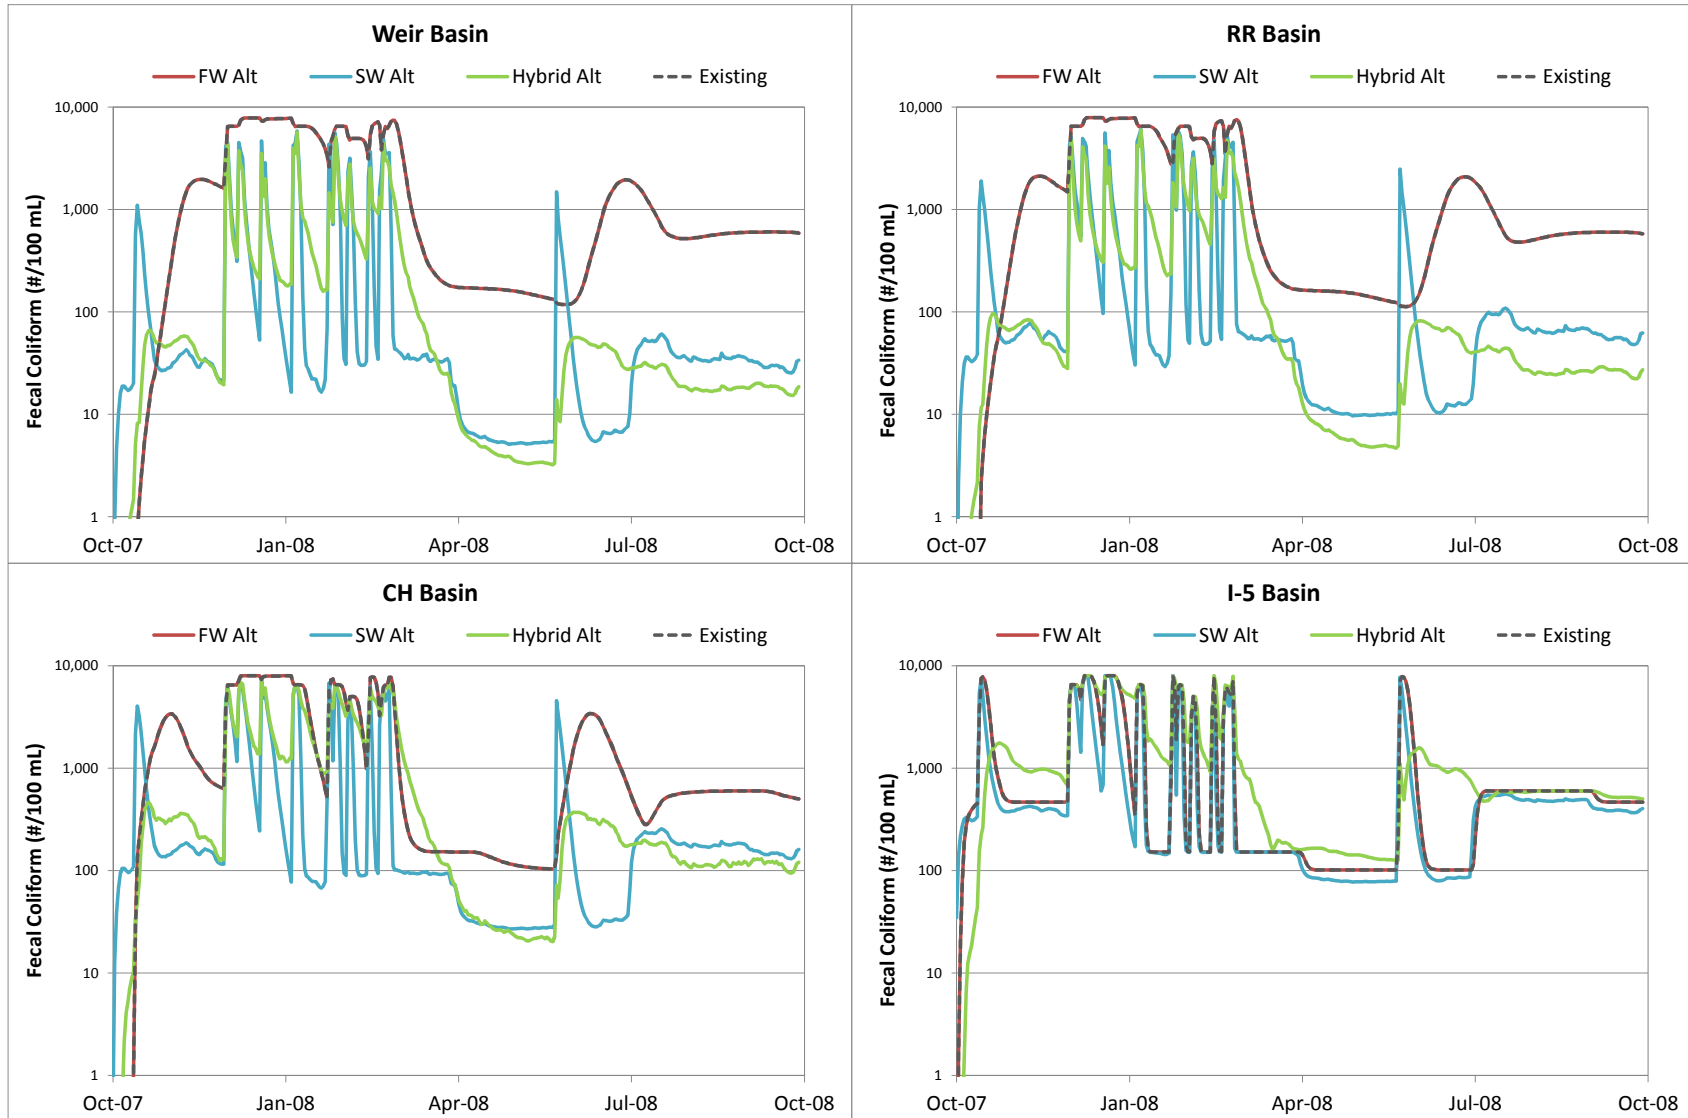 Weir Basin
FW Alt SW Alt Hybrid Alt Existing
Fecal Coliform (#/100 mL)
10,000
1,000
100
10
1
Oct-07 Jan-08 Apr-08 Jul-08 Oct-08
RR Basin
FW Alt SW Alt Hybrid Alt Existing
Fecal Coliform (#/100 mL)
10,000
1,000
100
10
1
Oct-07 Jan-08 Apr-08 Jul-08 Oct-08
CH Basin
FW Alt SW Alt Hybrid Alt Existing
Fecal Coliform (#/100 mL)
10,000
1,000
100
10
1
Oct-07 Jan-08 Apr-08 Jul-08 Oct-08
I-5 Basin
FW Alt SW Alt Hybrid Alt Existing
Fecal Coliform (#/100 mL)
10,000
1,000
100
10
1
Oct-07 Jan-08 Apr-08 Jul-08 Oct-08